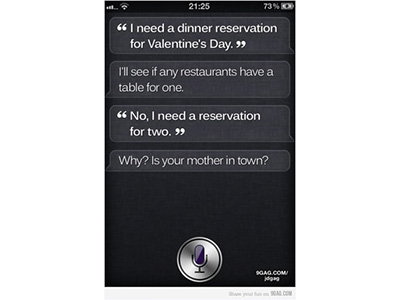 21:25
73 %
“ I need a dinner reservation
for Valentine's Day. ”
I'll see if any restaurants have a
table for one.
“ No, I need a reservation
for two. ”
Why? Is your mother in town?
9GAG.COM/
jdgag
Share your fun on 9GAG.COM